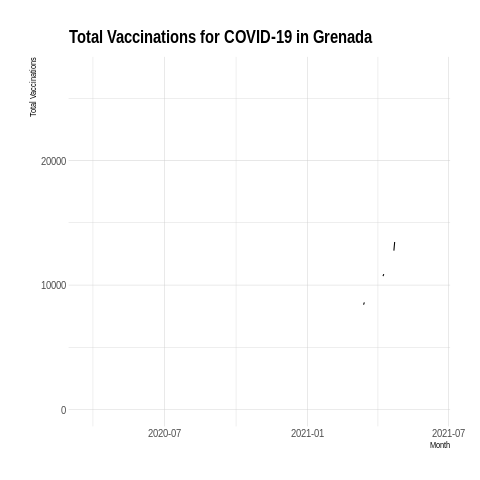 Total Vaccinations for COVID-19 in Grenada
Total Vaccinations
20000
10000
0
2020-07
2021-01
2021-07
Month